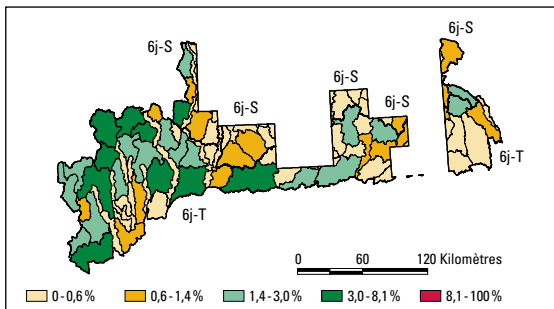 6j-S
6j-S
6j-S
6j-S
6j-S
6j-T
6j-T
0 60 120 Kilomètres
0 - 0,6 % 0,6 - 1,4 % 1,4 - 3,0 % 3,0 - 8,1 % 8,1 - 100 %